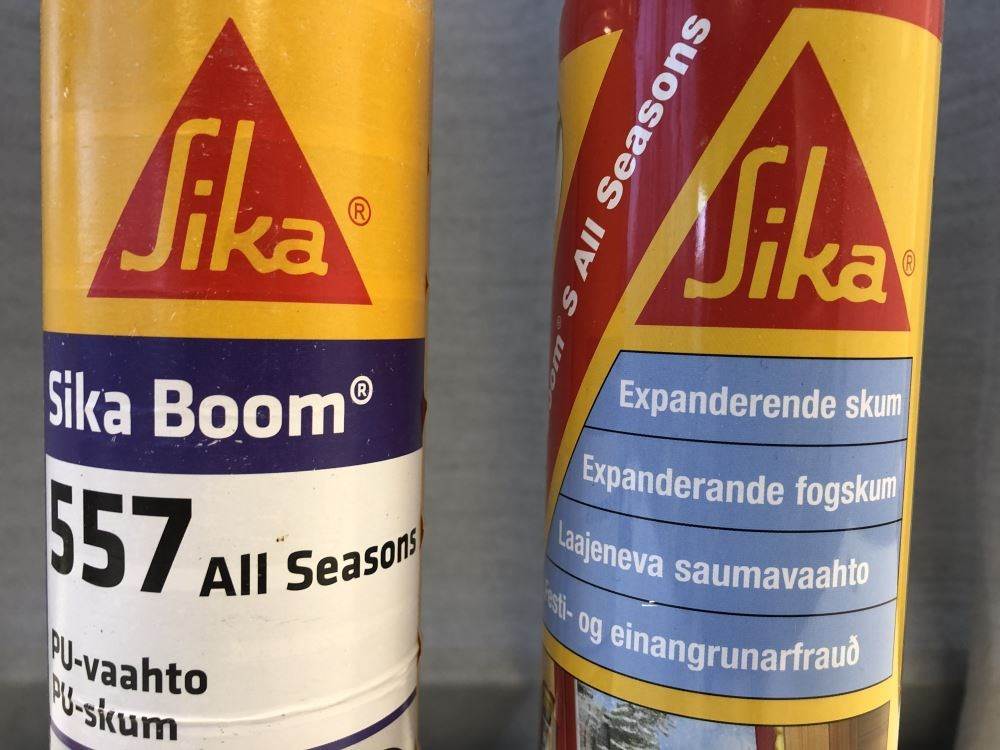 Sika®
Sika Boom®
557 All Seasons
PU-vaahto
PU-skum
® S All Seasons
Sika®
Expanderende skum
Expanderande fogskum
Laajeneva saumavaahto
og einangrunarfrauð